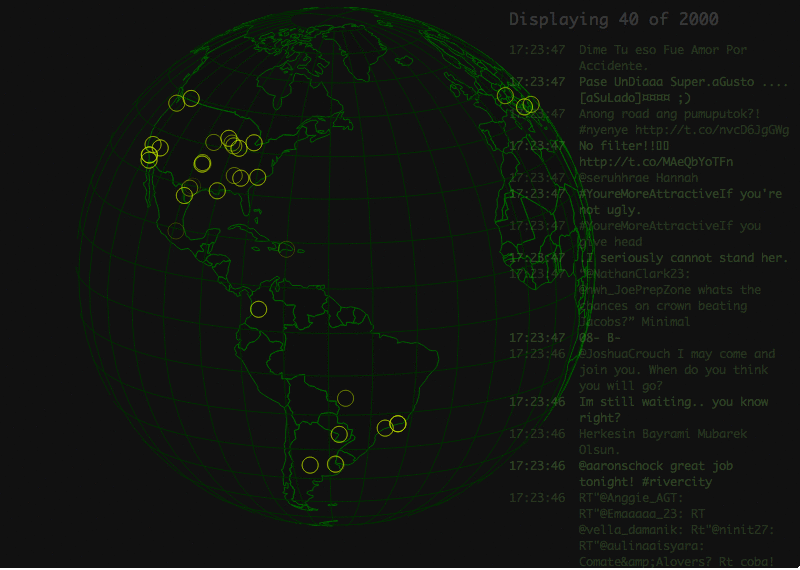 Displaying 40 of 2000
17:23:47 Dime Tu eso Fue Amor Por
Accidente.
17:23:47 Pase UnDiaaa Super.aGusto ....
[aSuLado]¤¤¤¤ ;)
17:23:47 Anong road ang pumuputok?!
#nyenye http://t.co/nvcD6JgGWg
17:23:47 No filter!!
http://t.co/MAeQbYoTFn
17:23:47 @seruhhrae Hannah
17:23:47 #YoureMoreAttractiveIf you're
not ugly.
17:23:47 #YoureMoreAttractiveIf you
give head
17:23:47 .I seriously cannot stand her.
17:23:47 "@NathanClark23:
@rwh_JoePrepZone whats the
chances on crown beating
Jacobs?" Minimal
17:23:47 08- B-
17:23:46 @JoshuaCrouch I may come and
join you. When do you think
you will go?
17:23:46 Im still waiting.. you know
right?
17:23:46 Herkesin Bayrami Mubarek
Olsun.
17:23:46 @aaronschock great job
tonight! #rivercity
17:23:46 RT"@Anggie_AGT:
RT"@Emaaaaa_23: RT
@vella_damanik: Rt"@ninit27:
RT"@aulinaaisyara:
Comate&amp;Alovers? Rt coba!